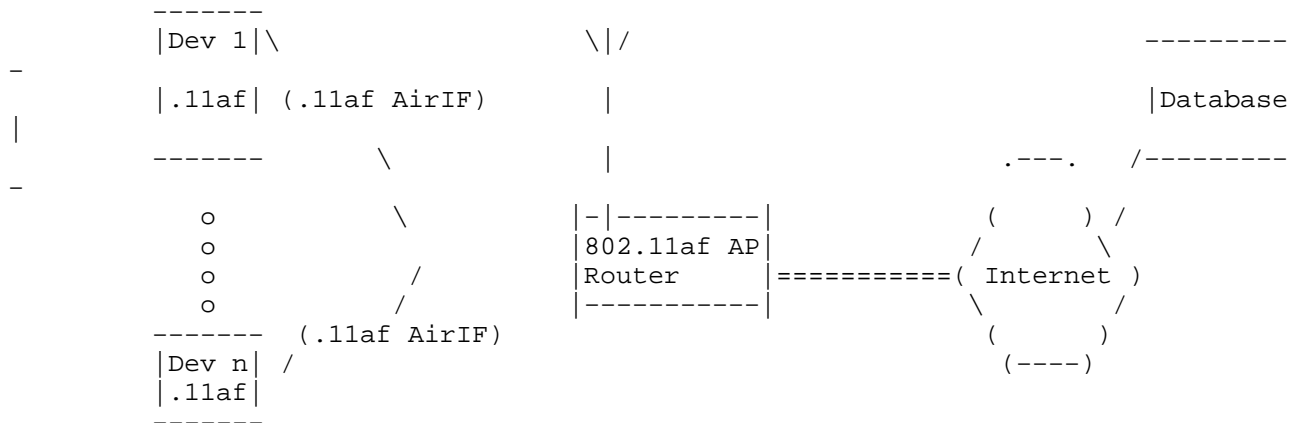 Dev 1
.11af (.11af AirIF) Database
o
o 802.11af AP
o Router Internet
o
(.11af AirIF)
Dev n
.11af